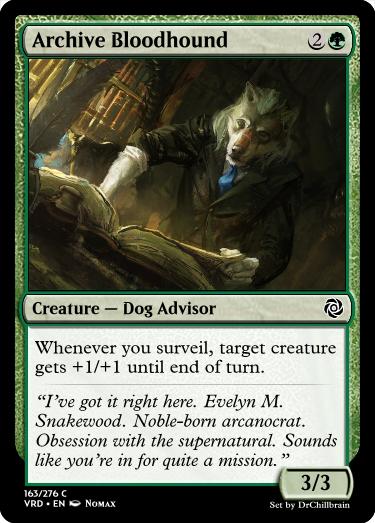 Archive Bloodhound 2
Creature — Dog Advisor
Whenever you surveil, target creature
gets +1/+1 until end of turn.
“I’ve got it right here. Evelyn M.
Snakewood. Noble-born arcanocrat.
Obsession with the supernatural. Sounds
like you’re in for quite a mission.”
3/3
163/276 C
VRD • EN Nomax
Set by DrChillbrain